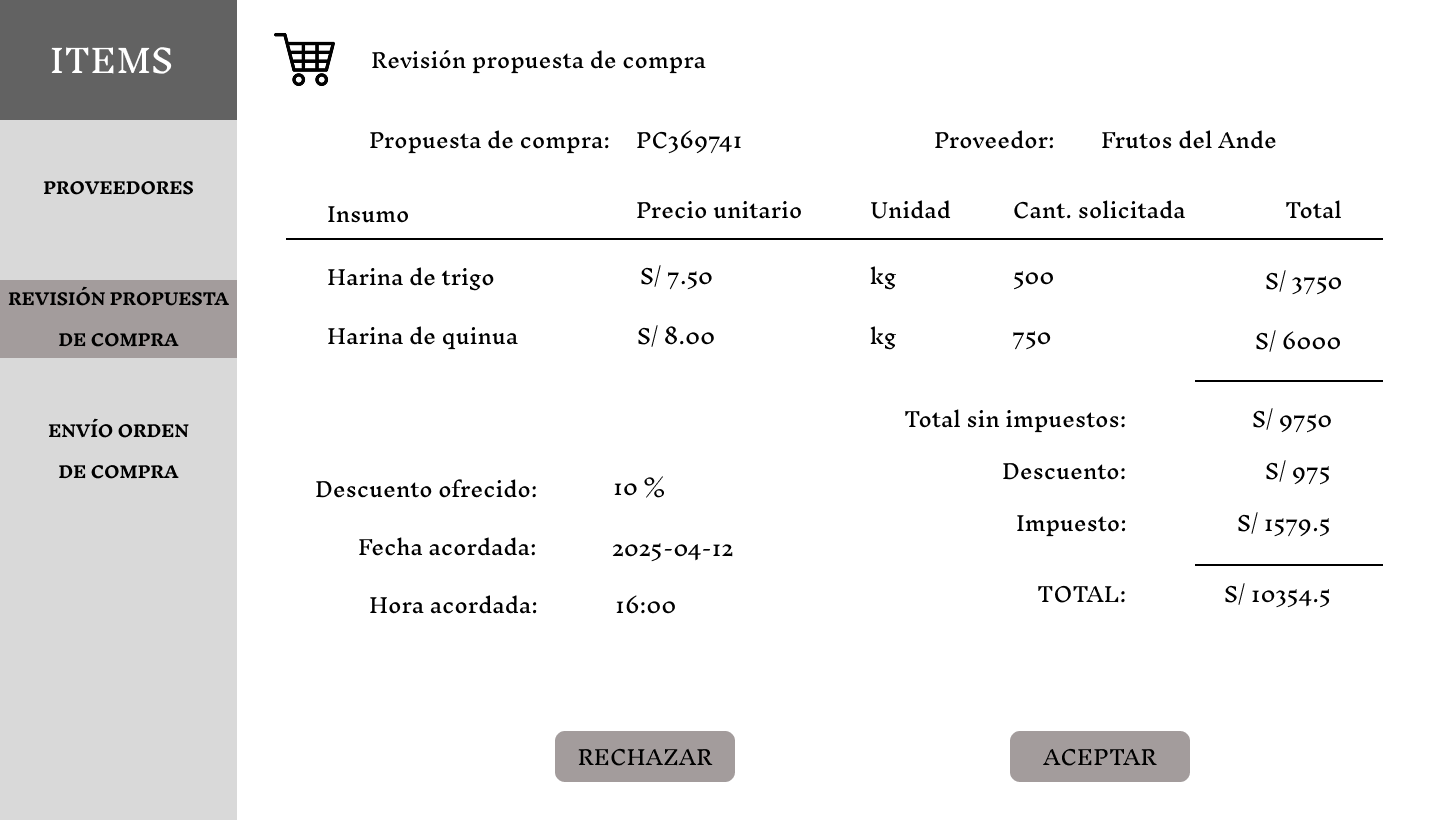 ITEMS
PROVEEDORES
REVISIÓN PROPUESTA
DE COMPRA
ENVÍO ORDEN
DE COMPRA
Revisión propuesta de compra
Propuesta de compra: PC369741 Proveedor: Frutos del Ande
Insumo Precio unitario Unidad Cant. solicitada Total
Harina de trigo S/ 7.50 kg 500 S/ 3750
Harina de quinua S/ 8.00 kg 750 S/ 6000
Total sin impuestos: S/ 9750
Descuento: S/ 975
Descuento ofrecido: 10 %
Impuesto: S/ 1579.5
Fecha acordada: 2025-04-12
TOTAL: S/ 10354.5
Hora acordada: 16:00
RECHAZAR ACEPTAR